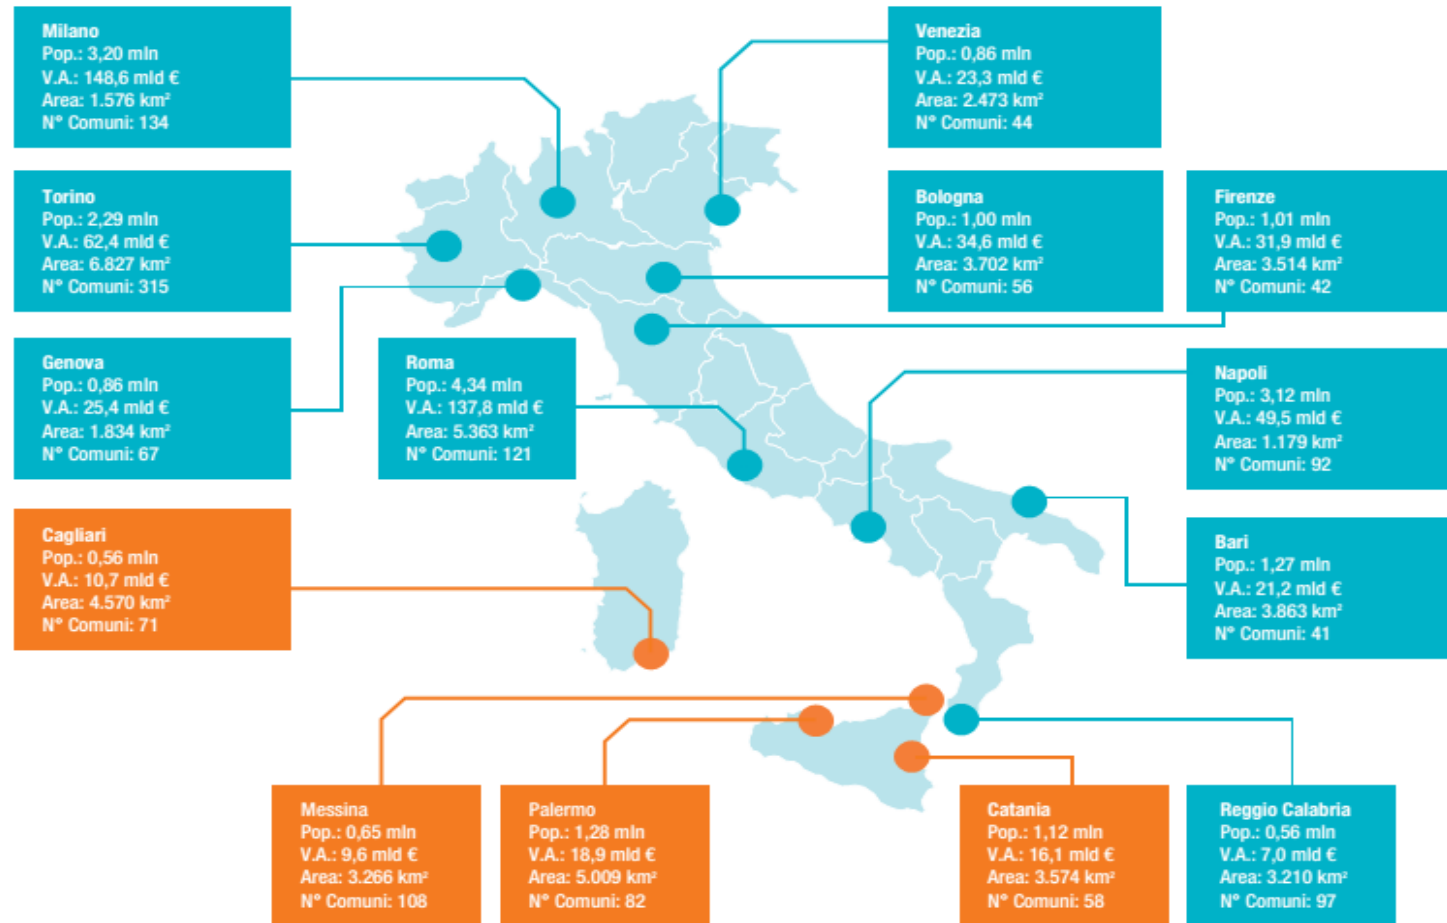 Milano
Pop.: 3,20 mln
V.A.: 148,6 mld €
Area: 1.576 km²
N° Comuni: 134
Venezia
Pop.: 0,86 mln
V.A.: 23,3 mld €
Area: 2.473 km²
N° Comuni: 44
Torino
Pop.: 2,29 mln
V.A.: 62,4 mld €
Area: 6.827 km²
N° Comuni: 315
Bologna
Pop.: 1,00 mln
V.A.: 34,6 mld €
Area: 3.702 km²
N° Comuni: 56
Firenze
Pop.: 1,01 mln
V.A.: 31,9 mld €
Area: 3.514 km²
N° Comuni: 42
Genova
Pop.: 0,86 mln
V.A.: 25,4 mld €
Area: 1.834 km²
N° Comuni: 67
Roma
Pop.: 4,34 mln
V.A.: 137,8 mld €
Area: 5.363 km²
N° Comuni: 121
Napoli
Pop.: 3,12 mln
V.A.: 49,5 mld €
Area: 1.179 km²
N° Comuni: 92
Cagliari
Pop.: 0,56 mln
V.A.: 10,7 mld €
Area: 4.570 km²
N° Comuni: 71
Bari
Pop.: 1,27 mln
V.A.: 21,2 mld €
Area: 3.863 km²
N° Comuni: 41
Messina
Pop.: 0,65 mln
V.A.: 9,6 mld €
Area: 3.266 km²
N° Comuni: 108
Palermo
Pop.: 1,28 mln
V.A.: 18,9 mld €
Area: 5.009 km²
N° Comuni: 82
Catania
Pop.: 1,12 mln
V.A.: 16,1 mld €
Area: 3.574 km²
N° Comuni: 58
Reggio Calabria
Pop.: 0,56 mln
V.A.: 7,0 mld €
Area: 3.210 km²
N° Comuni: 97